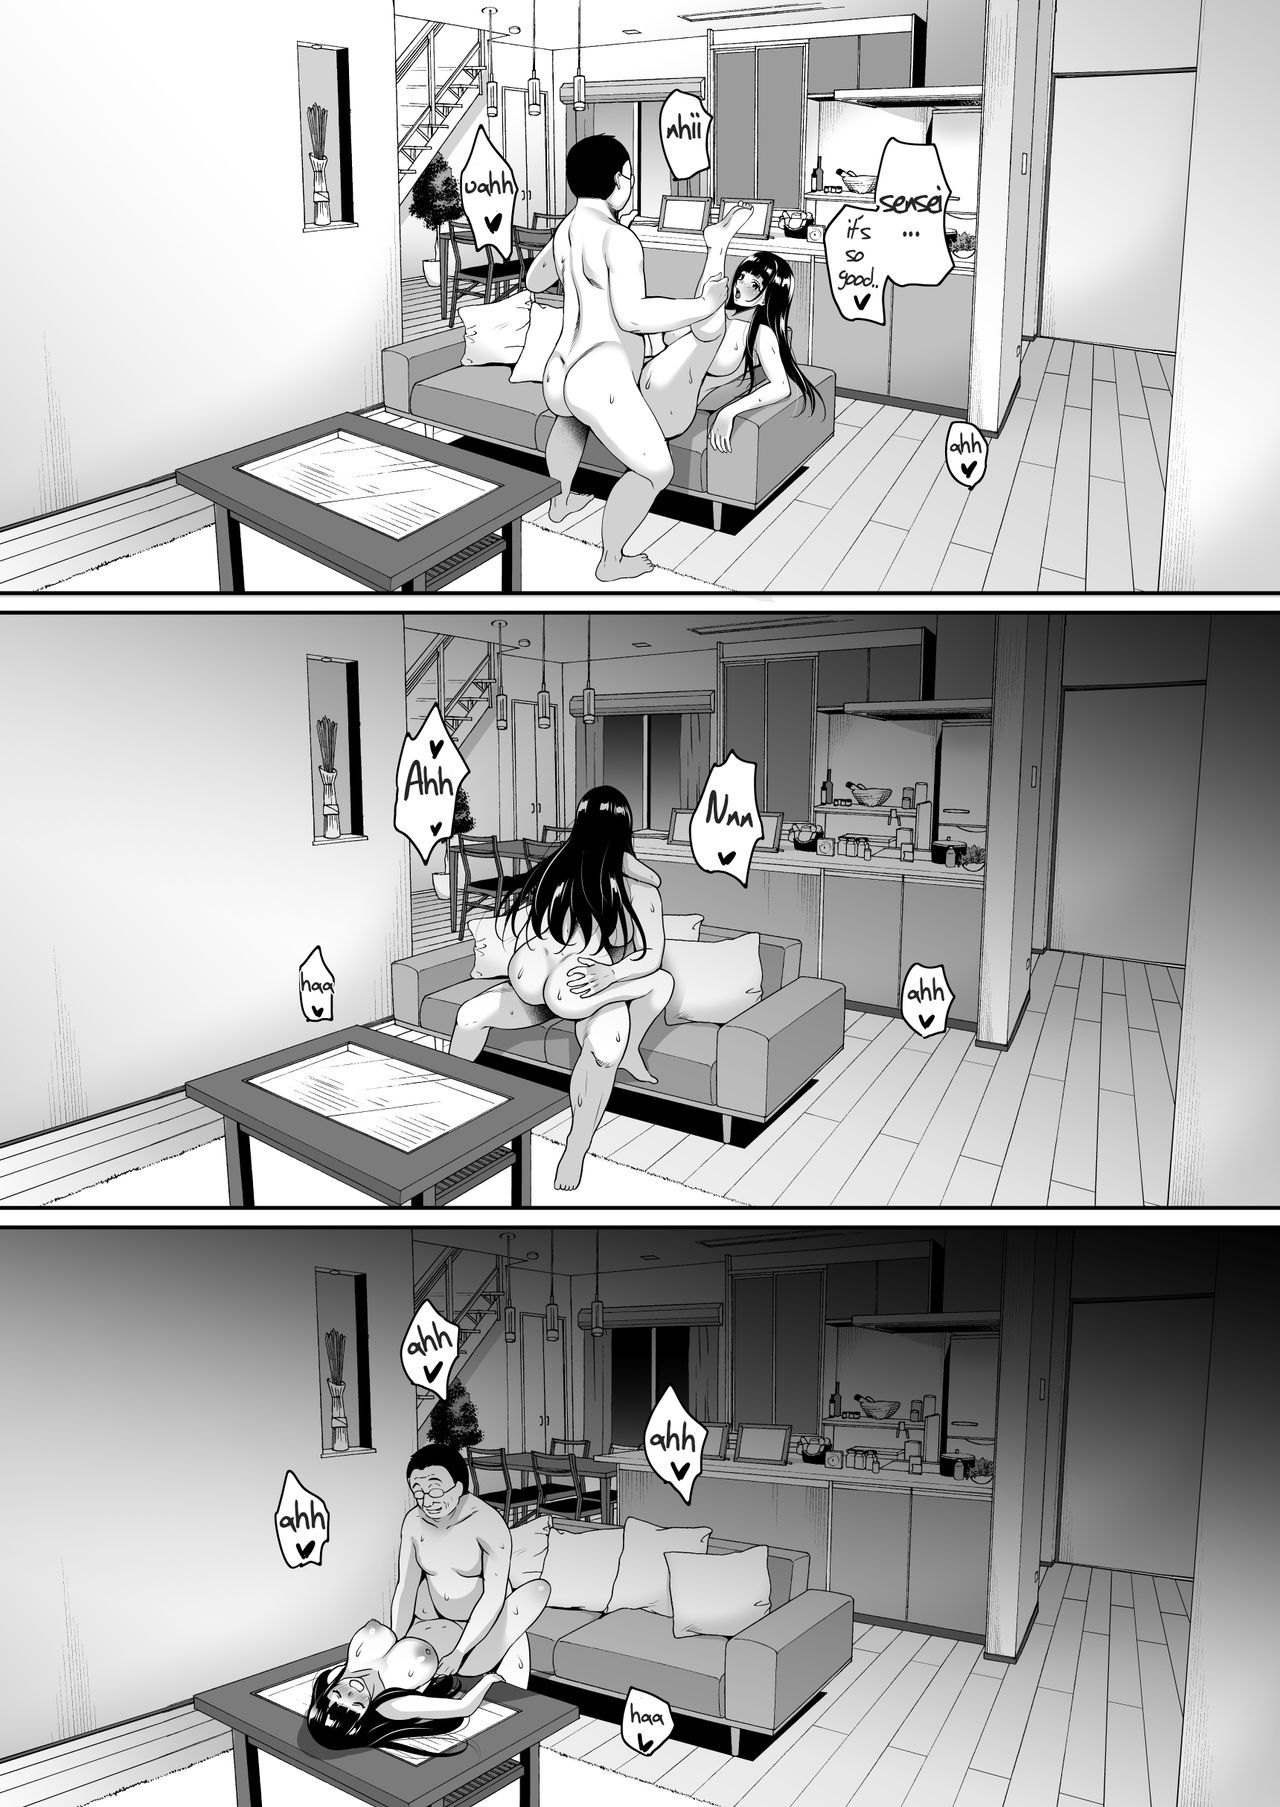 sensei
...
it's
so
good..
♥
nhii
uahh
♥
ahh
♥
Nnn
♥
♥
Ahh
♥
ahh
♥
haa
♥
ahh
♥
ahh
♥
ahh
♥
haa
♥